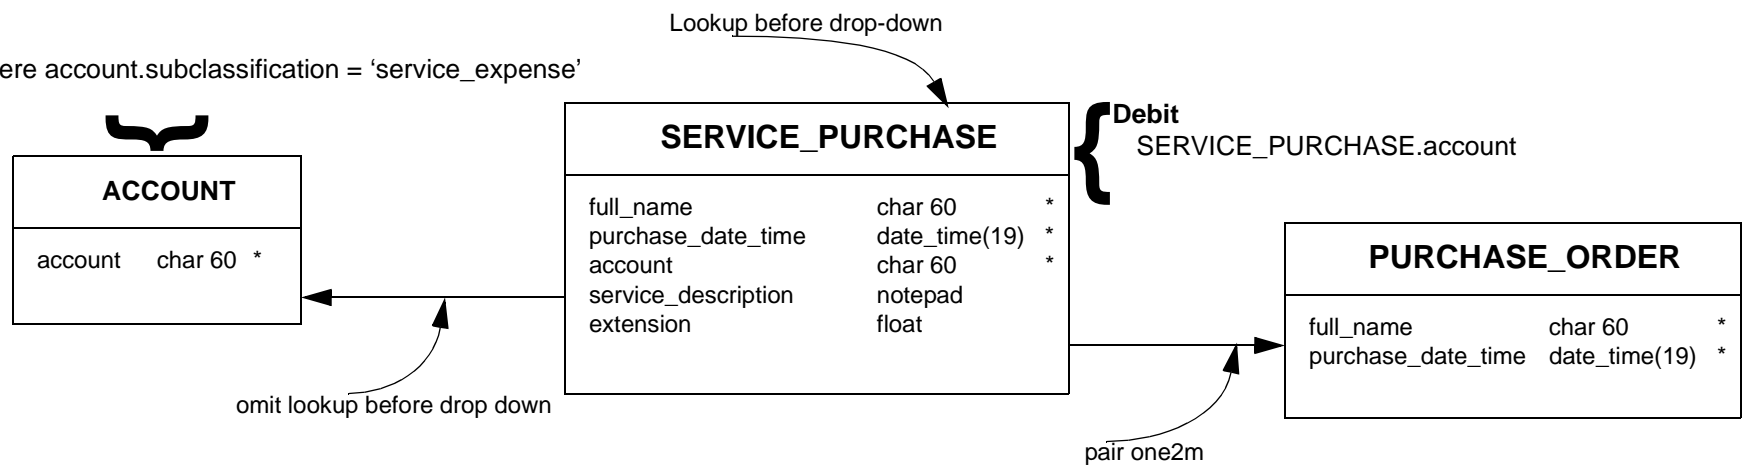 Lookup before drop-down
ere account.subclassification = ‘service_expense’
ACCOUNT
account char 60 *
omit lookup before drop down
SERVICE_PURCHASE
full_name char 60 *
purchase_date_time date_time(19) *
account char 60 *
service_description notepad
extension float
Debit
SERVICE_PURCHASE.account
PURCHASE_ORDER
full_name char 60 *
purchase_date_time date_time(19) *
pair one2m